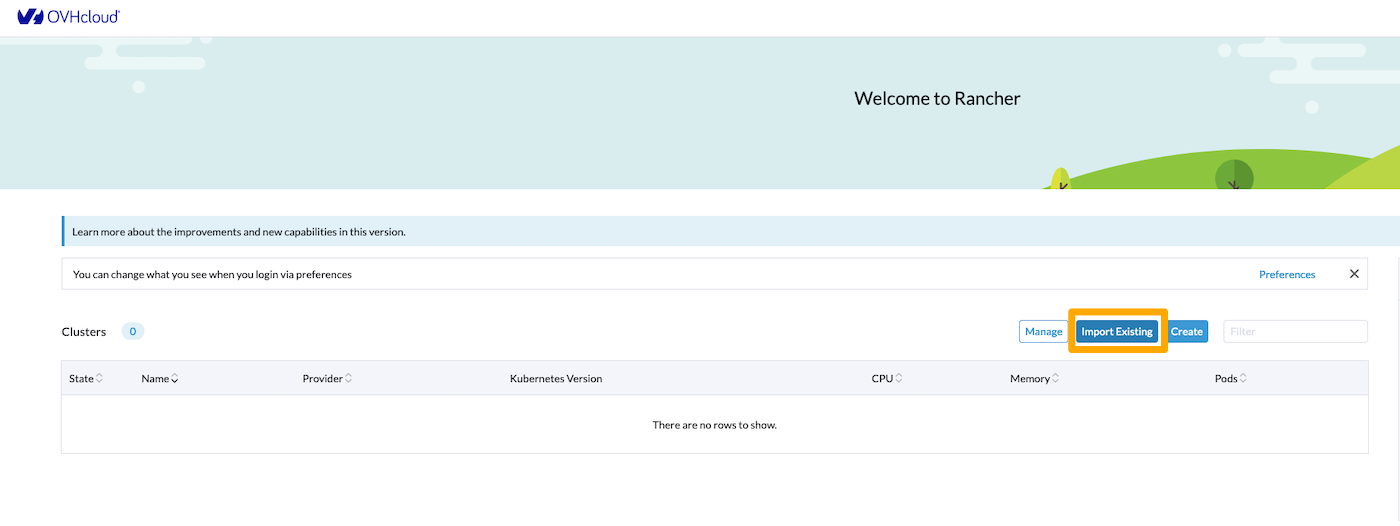 OVHcloud
Welcome to Rancher
Learn more about the improvements and new capabilities in this version.
You can change what you see when you login via preferences Preferences
Clusters 0 Manage Import Existing Create Filter
State Name Provider Kubernetes Version CPU Memory Pods
There are no rows to show.